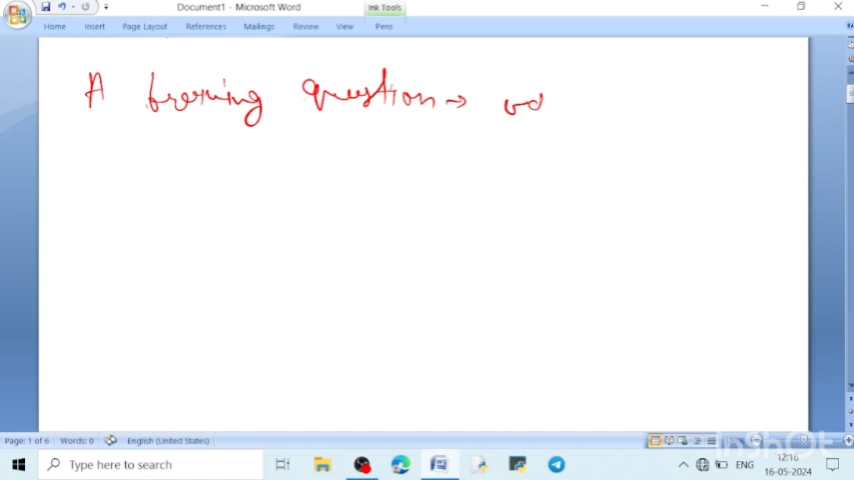 Document1 - Microsoft Word
Ink Tools
Home Insert Page Layout References Mailings Review View Pens
A question →
Page: 1 of 6 Words: 0 English (United States)
InShOt
Type here to search
ENG
12:16
16-05-2024